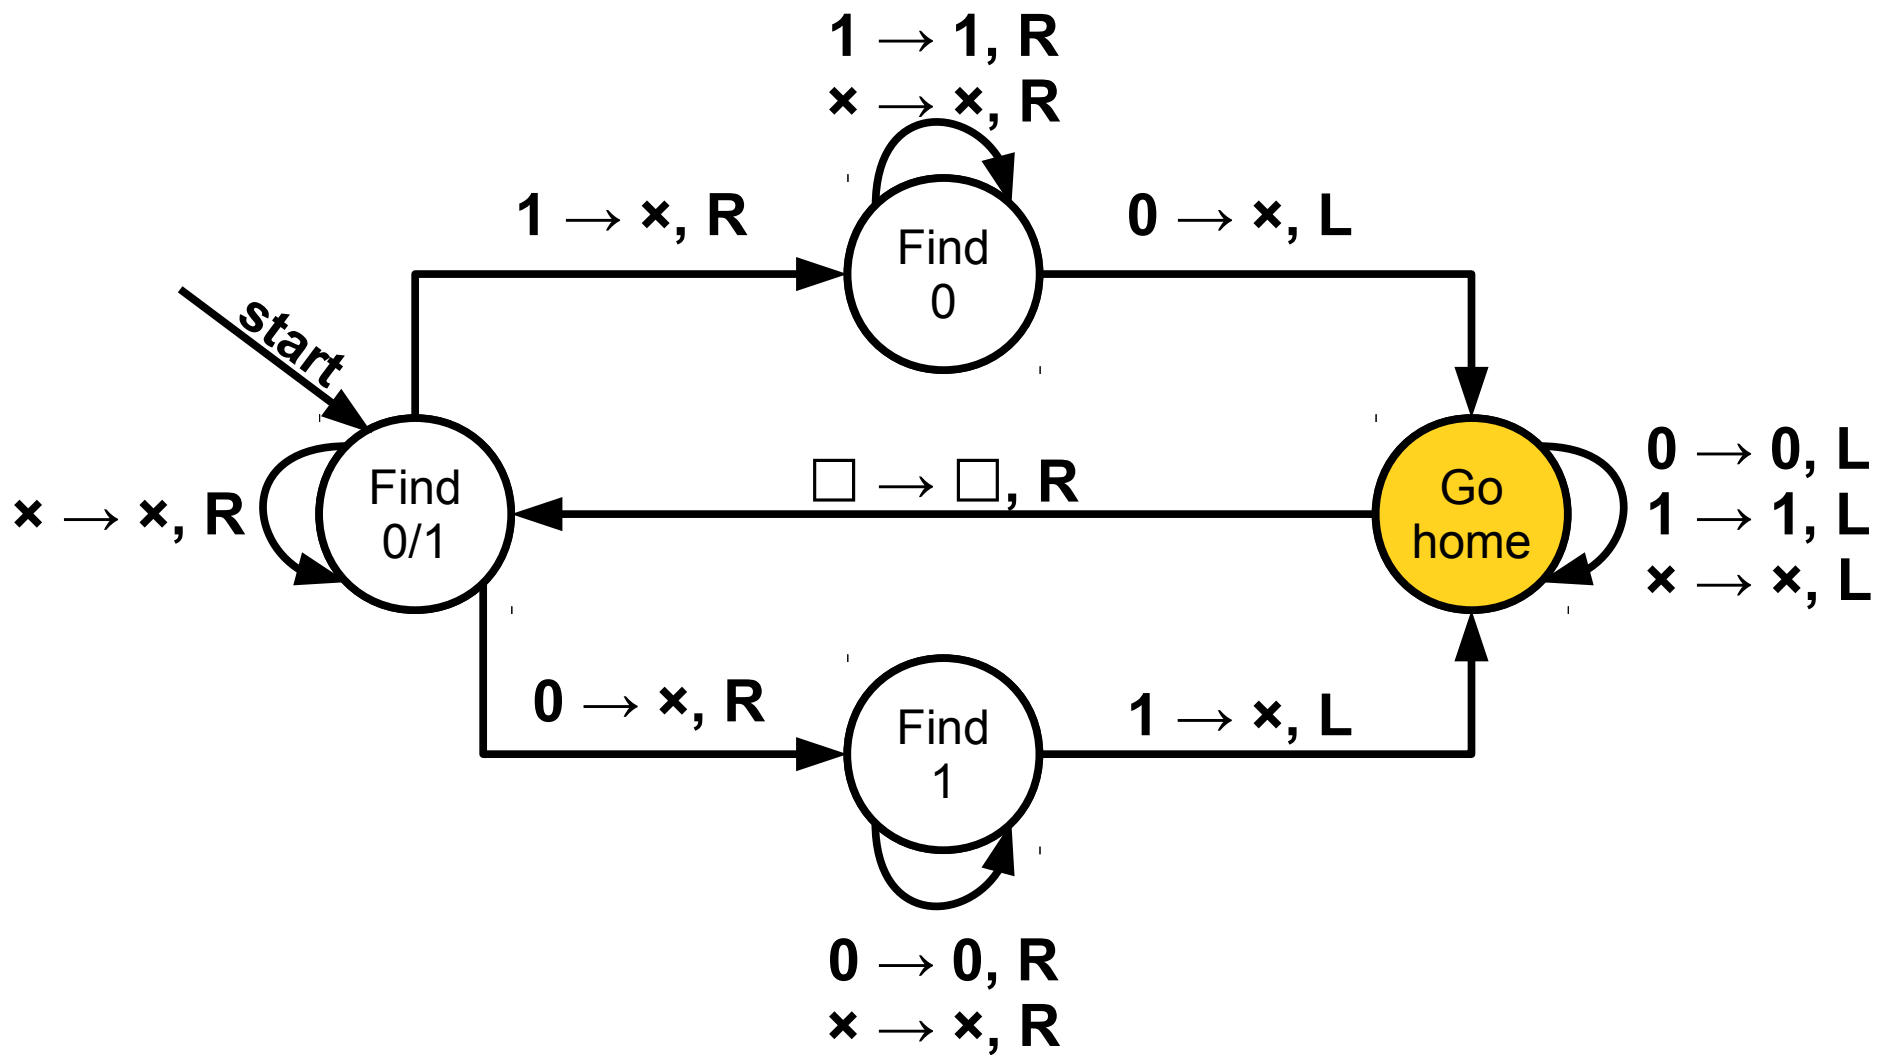 1 → 1, R
× → ×, R
1 → ×, R
Find
0
0 → ×, L
start
× → ×, R
Find
0/1
□ → □, R
Go
home
0 → 0, L
1 → 1, L
× → ×, L
0 → ×, R
Find
1
1 → ×, L
0 → 0, R
× → ×, R